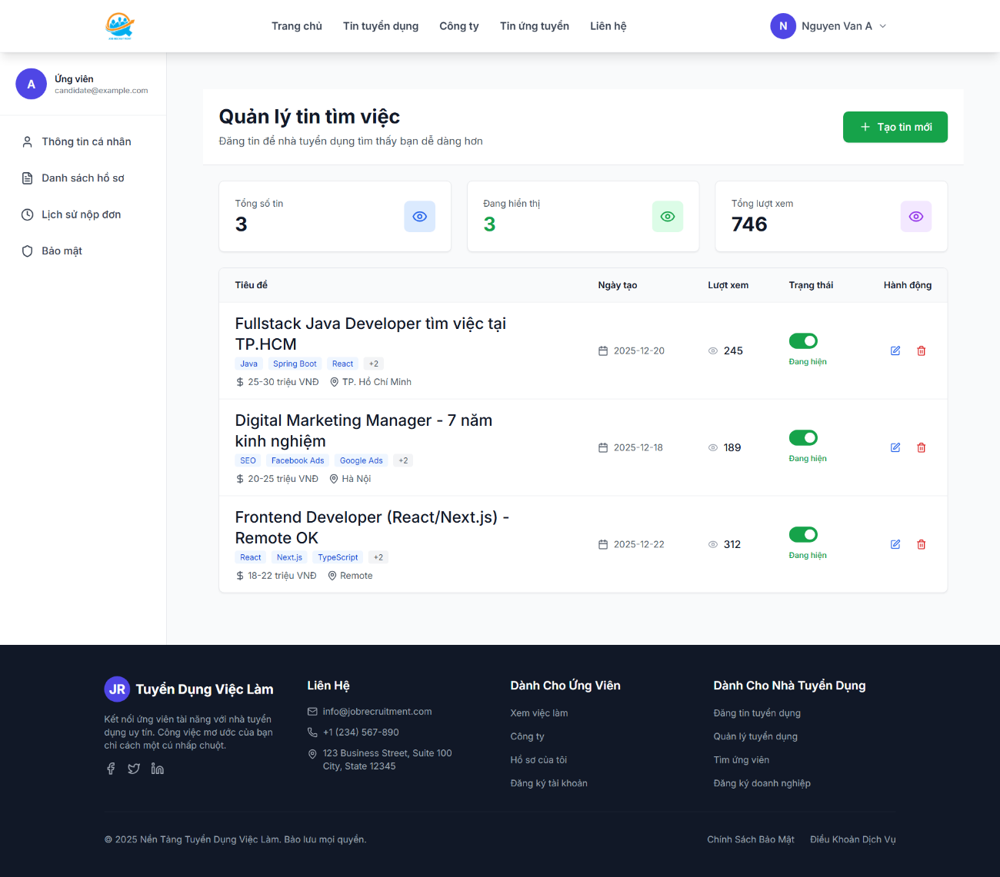 Trang chủ
Tin tuyển dụng
Công ty
Tin ứng tuyển
Liên hệ
N
Nguyen Van A
A
Ứng viên
candidate@example.com
Thông tin cá nhân
Danh sách hồ sơ
Lịch sử nộp đơn
Bảo mật
Quản lý tin tìm việc
Đăng tin để nhà tuyển dụng tìm thấy bạn dễ dàng hơn
Tạo tin mới
Tổng số tin
3
Đang hiển thị
3
Tổng lượt xem
746
Tiêu đề
Ngày tạo
Lượt xem
Trạng thái
Hành động
Fullstack Java Developer tìm việc tại
TP.HCM
Java
Spring Boot
React
+2
25-30 triệu VNĐ
TP. Hồ Chí Minh
2025-12-20
245
Đang hiện
Digital Marketing Manager - 7 năm
kinh nghiệm
SEO
Facebook Ads
Google Ads
+2
20-25 triệu VNĐ
Hà Nội
2025-12-18
189
Đang hiện
Frontend Developer (React/Next.js) -
Remote OK
React
Next.js
TypeScript
+2
18-22 triệu VNĐ
Remote
2025-12-22
312
Đang hiện
JR
Tuyển Dụng Việc Làm
Kết nối ứng viên tài năng với nhà tuyển
dụng uy tín. Công việc mơ ước của bạn
chỉ cách một cú nhấp chuột.
Liên Hệ
info@jobrecruitment.com
+1 (234) 567-890
123 Business Street, Suite 100
City, State 12345
Dành Cho Ứng Viên
Xem việc làm
Công ty
Hồ sơ của tôi
Đăng ký tài khoản
Dành Cho Nhà Tuyển Dụng
Đăng tin tuyển dụng
Quản lý tuyển dụng
Tìm ứng viên
Đăng ký doanh nghiệp
© 2025 Nền Tảng Tuyển Dụng Việc Làm. Bảo lưu mọi quyền.
Chính Sách Bảo Mật
Điều Khoản Dịch Vụ